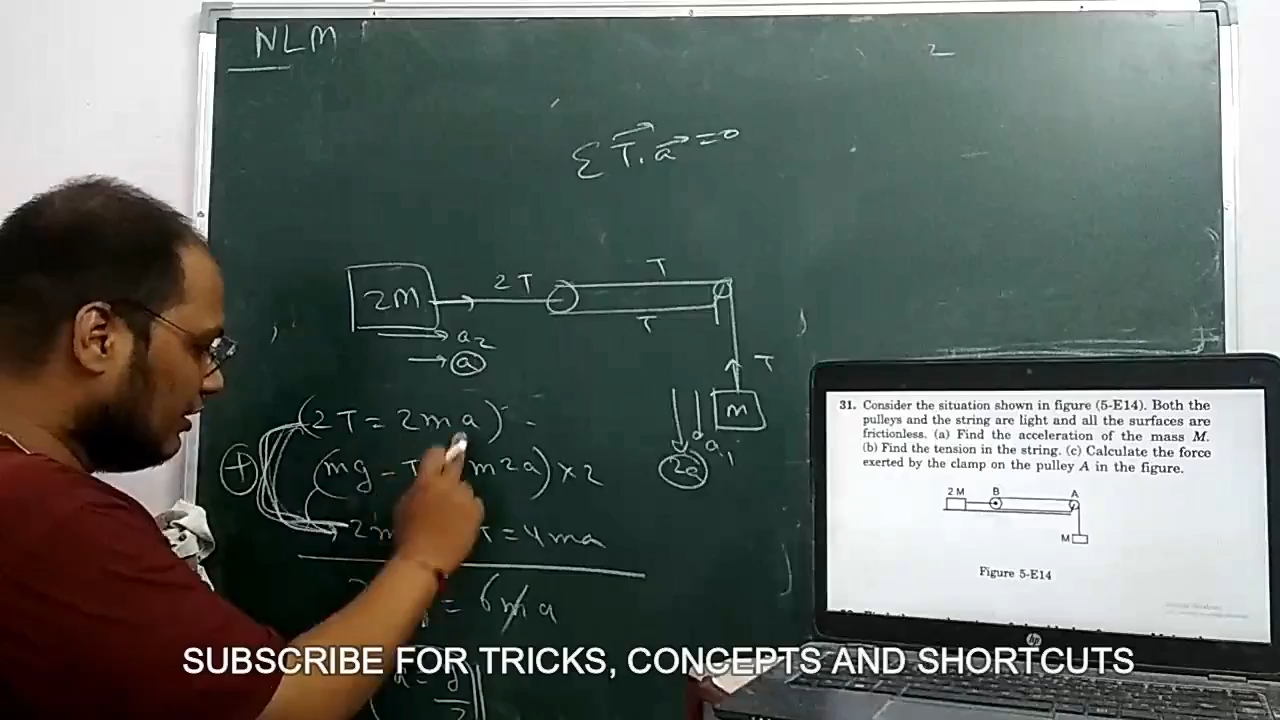 NLM
2
Σ T . a = 0
2M
2T
T
T
a2
a
T
M
a1
2a
(2T = 2ma)
+
(mg - T m2a) × 2
T = 4ma
= 6ma
a = g
31. Consider the situation shown in figure (5-E14). Both the
pulleys and the string are light and all the surfaces are
frictionless. (a) Find the acceleration of the mass M.
(b) Find the tension in the string. (c) Calculate the force
exerted by the clamp on the pulley A in the figure.
2 M
B
A
M
Figure 5-E14
hp
SUBSCRIBE FOR TRICKS, CONCEPTS AND SHORTCUTS